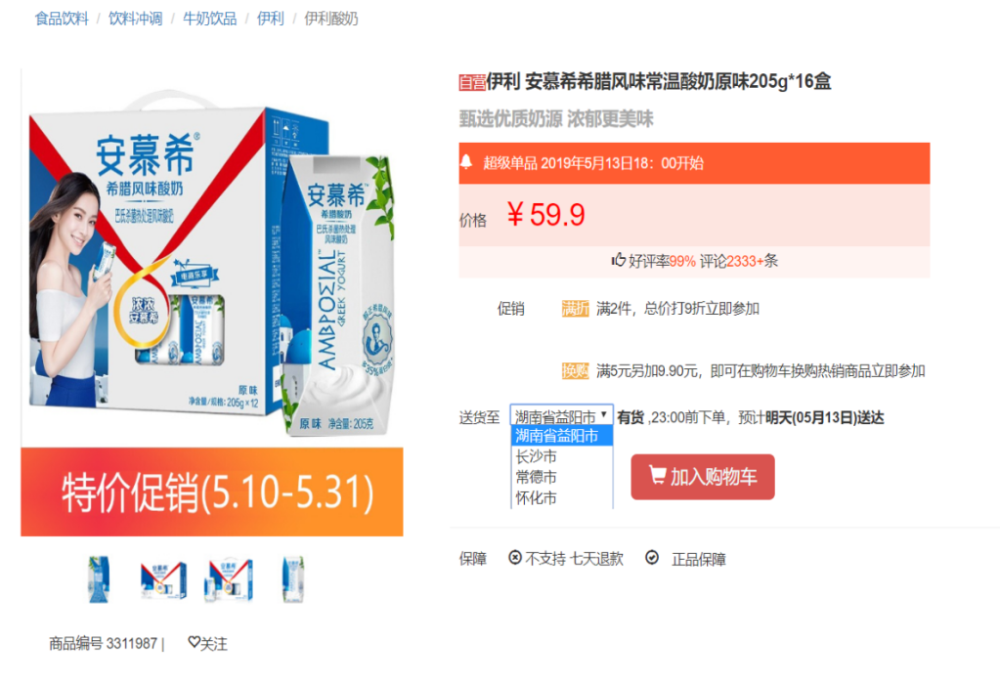 食品饮料 / 饮料冲调 / 牛奶饮品 / 伊利 / 伊利酸奶
安慕希
希腊风味酸奶
巴氏杀菌热处理风味酸奶
电商乐享
浓浓
安慕希
安慕希
原味
净含量/规格: 205g×12
安慕希
希腊酸奶
巴氏杀菌热处理
风味酸奶
AMBPOΣIAL
GREEK YOGURT
原味 净含量: 205克
特价促销(5.10-5.31)
商品编号 3311987 | 关注
自营伊利 安慕希希腊风味常温酸奶原味205g*16盒
甄选优质奶源 浓郁更美味
超级单品 2019年5月13日18：00开始
价格 ¥ 59.9
好评率99% 评论2333+条
促销 满折 满2件，总价打9折立即参加
换购 满5元另加9.90元，即可在购物车换购热销商品立即参加
送货至 湖南省益阳市 有货 ,23:00前下单，预计明天(05月13日)送达
湖南省益阳市
长沙市
常德市
怀化市
加入购物车
保障 不支持 七天退款 正品保障